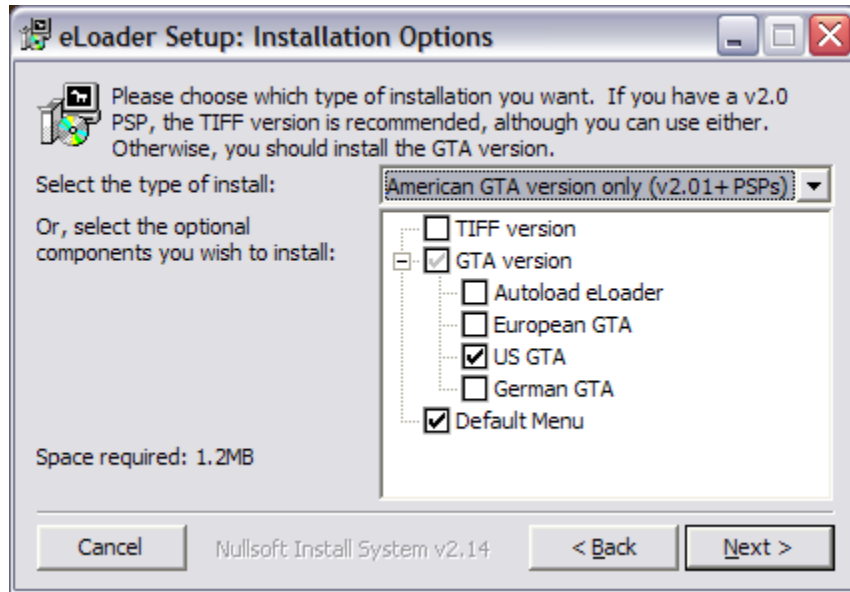 eLoader Setup: Installation Options
Please choose which type of installation you want. If you have a v2.0
PSP, the TIFF version is recommended, although you can use either.
Otherwise, you should install the GTA version.
Select the type of install:
American GTA version only (v2.01+ PSPs)
Or, select the optional
components you wish to install:
TIFF version
GTA version
Autoload eLoader
European GTA
US GTA
German GTA
Default Menu
Space required: 1.2MB
Cancel
Nullsoft Install System v2.14
< Back
Next >